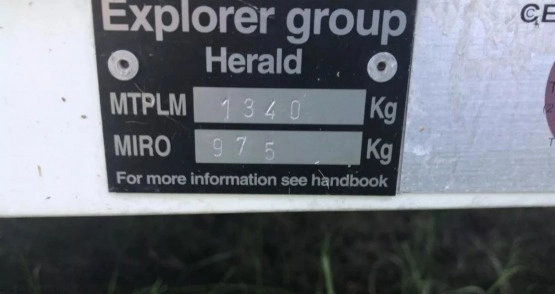 Explorer group
Herald
MTPLM 1340 Kg
MIRO 975 Kg
For more information see handbook